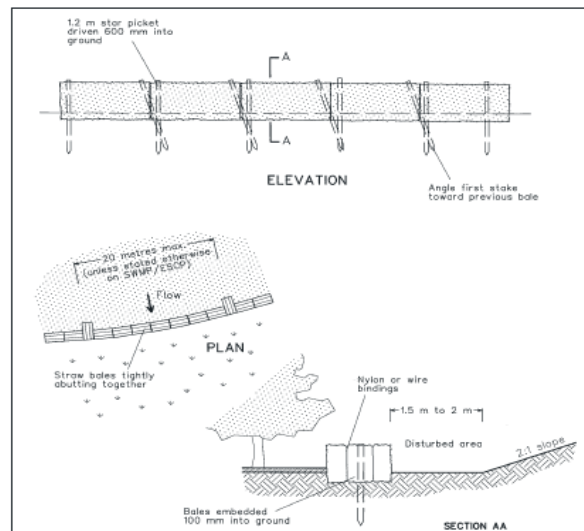 1.2 m star picket
driven 600 mm into
ground
A
A
ELEVATION
Angle first stake
toward previous bale
20 metres max.
(unless stated otherwise
on SWMP/ESCP)
Flow
PLAN
Straw bales tightly
abutting together
Nylon or wire
bindings
1.5 m to 2 m
Disturbed area
2:1 slope
Bales embedded
100 mm into ground
SECTION AA